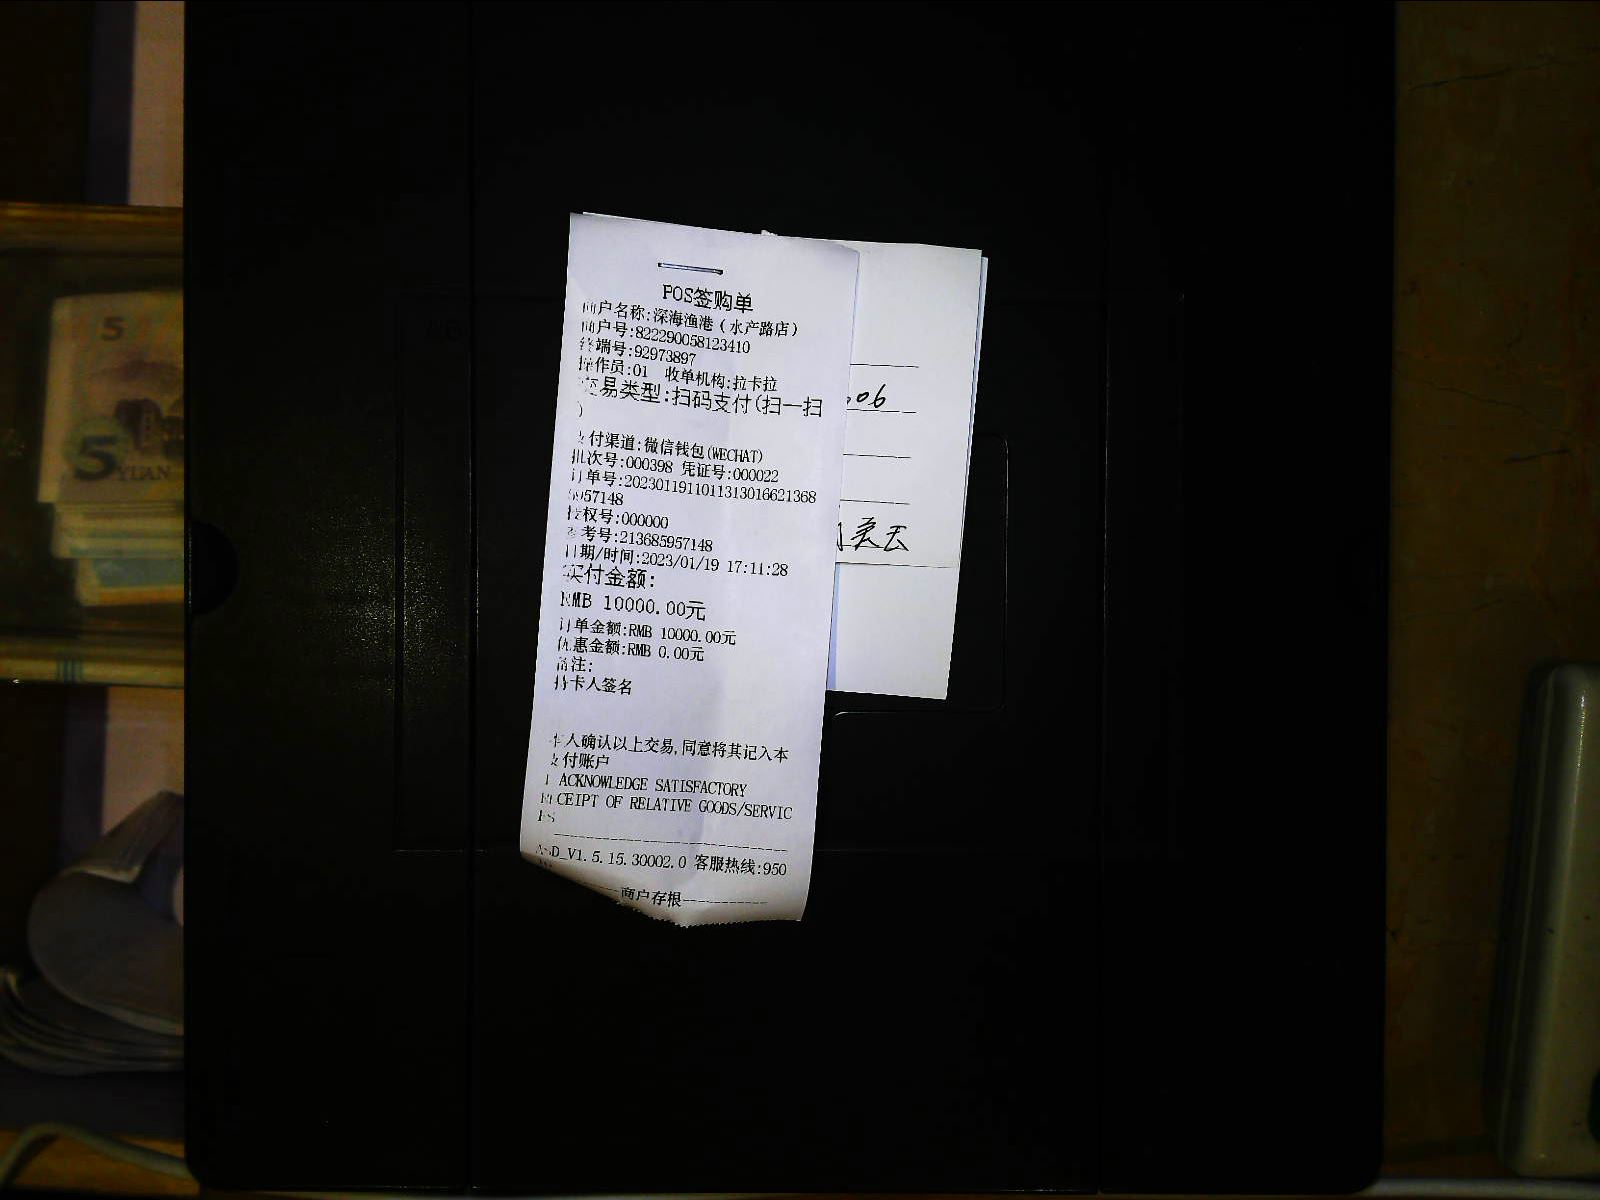 POS签购单
商户名称:深海渔港(水产路店)
商户号:822290058123410
终端号:92973897
操作员:01 收单机构:拉卡拉
交易类型:扫码支付(扫一扫
)
支付渠道:微信钱包(WECHAT)
批次号:000398 凭证号:000022
订单号:20230119110113130166213685
5957148
授权号:000000
参考号:213685957148
日期/时间:2023/01/19 17:11:28
实付金额:
RMB 10000.00元
订单金额:RMB 10000.00元
优惠金额:RMB 0.00元
备注:
持卡人签名
本人确认以上交易,同意将其记入本
支付账户
I ACKNOWLEDGE SATISFACTORY
RECEIPT OF RELATIVE GOODS/SERVIC
ES
ASD_V1.5.15.30002.0 客服热线:950
商户存根
06
5
5
YUAN